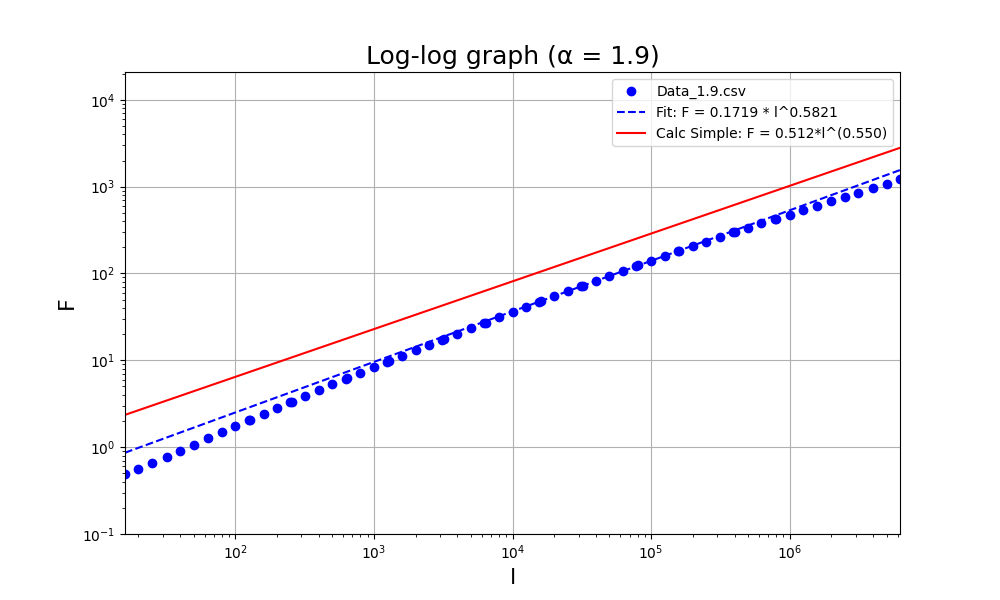 Log-log graph (α = 1.9)
Data_1.9.csv
Fit: F = 0.1719 * l^0.5821
Calc Simple: F = 0.512*l^(0.550)
F
10^4
10^3
10^2
10^1
10^0
10^−1
10^2 10^3 10^4 10^5 10^6
l